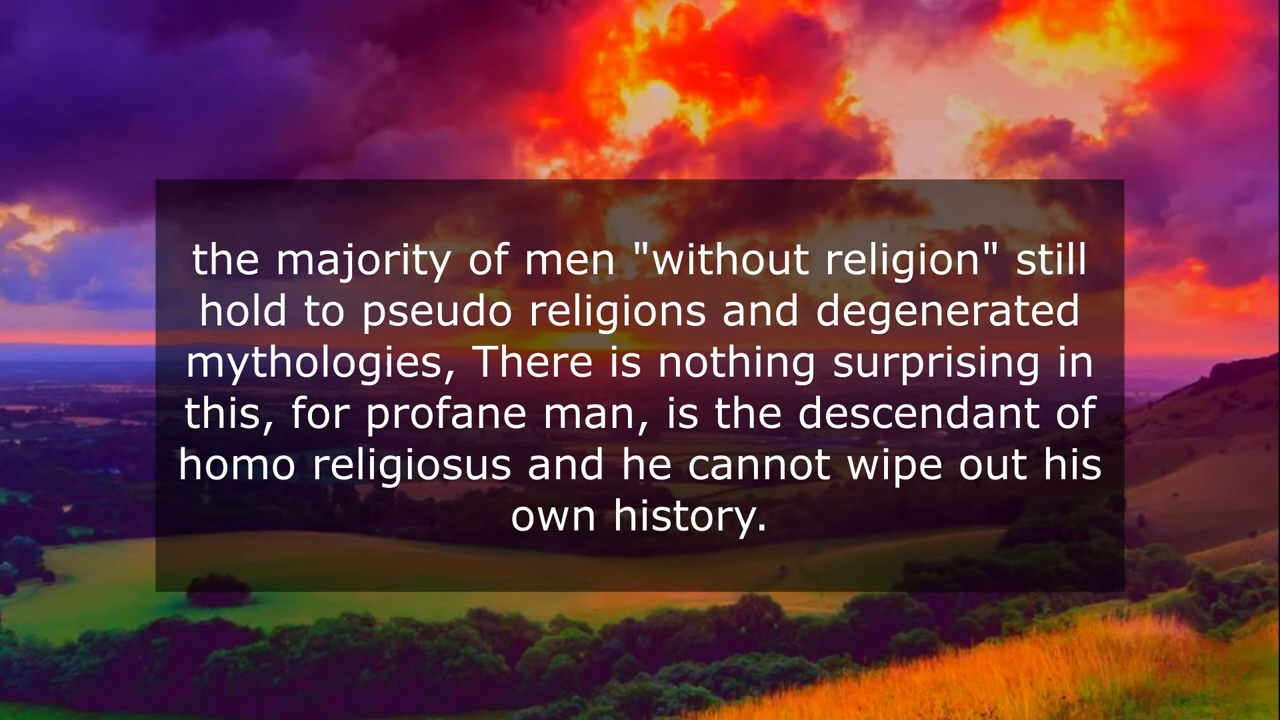 the majority of men "without religion" still
hold to pseudo religions and degenerated
mythologies, There is nothing surprising in
this, for profane man, is the descendant of
homo religiosus and he cannot wipe out his
own history.